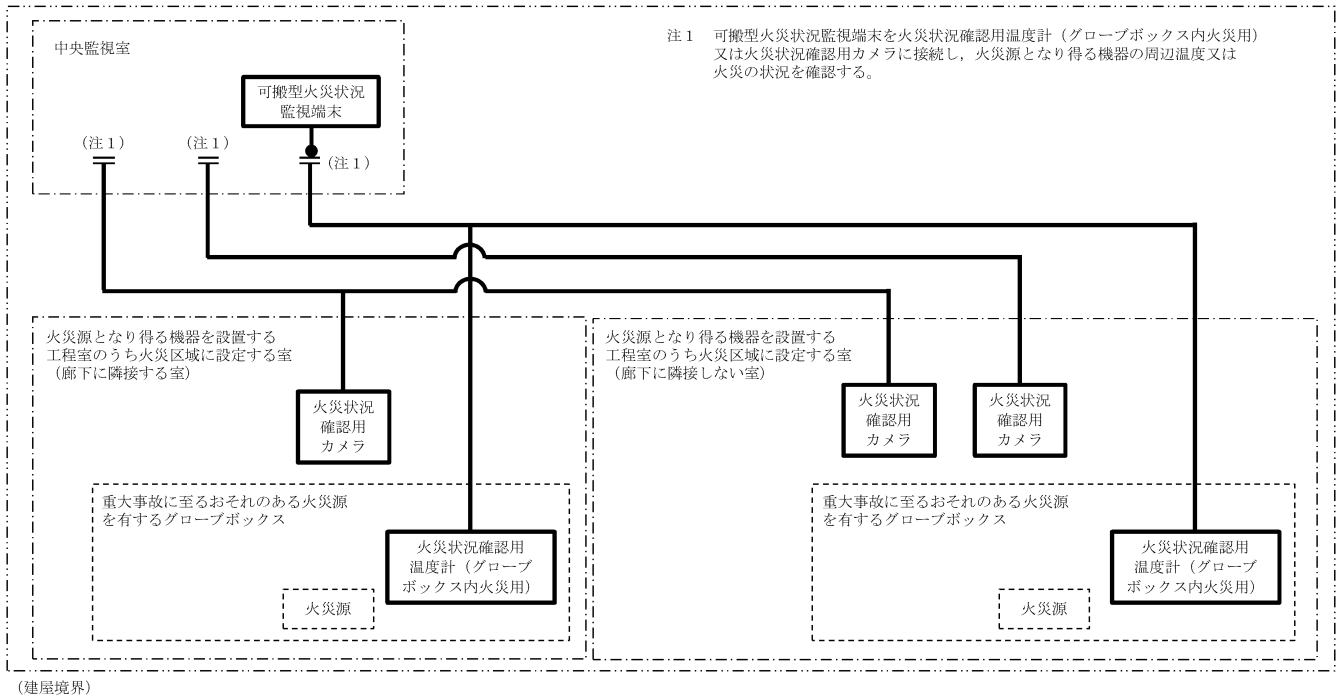 中央監視室
可搬型火災状況
監視端末
（注１）
（注１）
（注１）
注１　可搬型火災状況監視端末を火災状況確認用温度計（グローブボックス内火災用）
又は火災状況確認用カメラに接続し，火災源となり得る機器の周辺温度又は
火災の状況を確認する。
火災源となり得る機器を設置する
工程室のうち火災区域に設定する室
（廊下に隣接する室）
火災状況
確認用
カメラ
重大事故に至るおそれのある火災源
を有するグローブボックス
火災状況確認用
温度計（グローブ
ボックス内火災用）
火災源
火災源となり得る機器を設置する
工程室のうち火災区域に設定する室
（廊下に隣接しない室）
火災状況
確認用
カメラ
火災状況
確認用
カメラ
重大事故に至るおそれのある火災源
を有するグローブボックス
火災状況確認用
温度計（グローブ
ボックス内火災用）
火災源
（建屋境界）